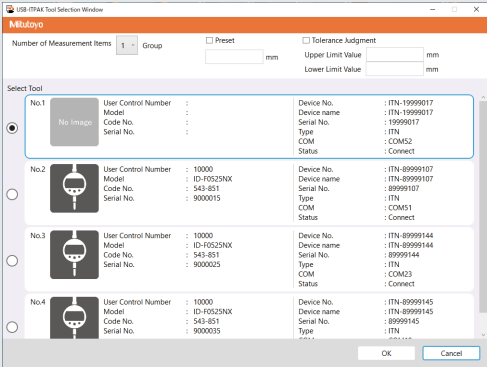 USB-ITPAK Tool Selection Window
Mitutoyo
Number of Measurement Items 1 Group
Preset
mm
Tolerance Judgment
Upper Limit Value mm
Lower Limit Value mm
Select Tool
No.1
No Image
User Control Number :
Model :
Code No. :
Serial No. :
Device No. : ITN-19999017
Device name : ITN-19999017
Serial No. : 19999017
Type : ITN
COM : COM52
Status : Connect
No.2
User Control Number : 10000
Model : ID-F0525NX
Code No. : 543-851
Serial No. : 9000015
Device No. : ITN-89999107
Device name : ITN-89999107
Serial No. : 89999107
Type : ITN
COM : COM51
Status : Connect
No.3
User Control Number : 10000
Model : ID-F0525NX
Code No. : 543-851
Serial No. : 9000025
Device No. : ITN-89999144
Device name : ITN-89999144
Serial No. : 89999144
Type : ITN
COM : COM23
Status : Connect
No.4
User Control Number : 10000
Model : ID-F0525NX
Code No. : 543-851
Serial No. : 9000035
Device No. : ITN-89999145
Device name : ITN-89999145
Serial No. : 89999145
Type : ITN
OK
Cancel